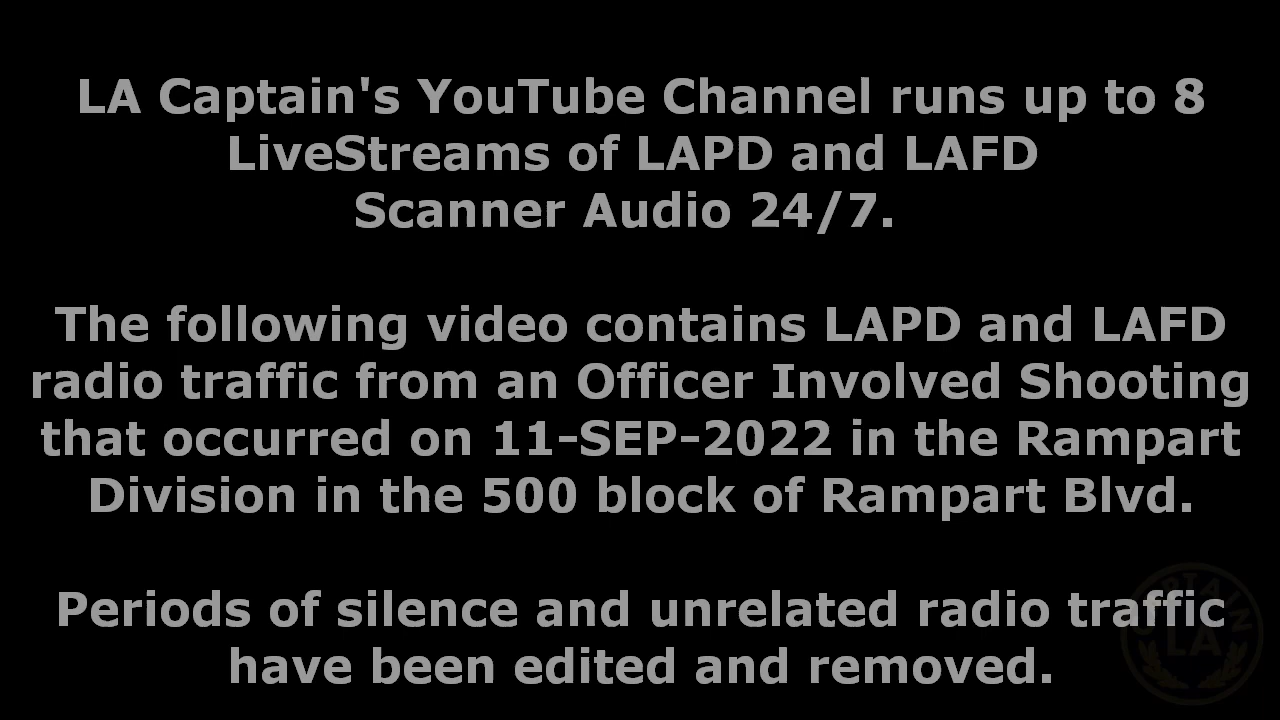 LA Captain's YouTube Channel runs up to 8
LiveStreams of LAPD and LAFD
Scanner Audio 24/7.
The following video contains LAPD and LAFD
radio traffic from an Officer Involved Shooting
that occurred on 11-SEP-2022 in the Rampart
Division in the 500 block of Rampart Blvd.
Periods of silence and unrelated radio traffic
have been edited and removed.
CAPTAIN
LA